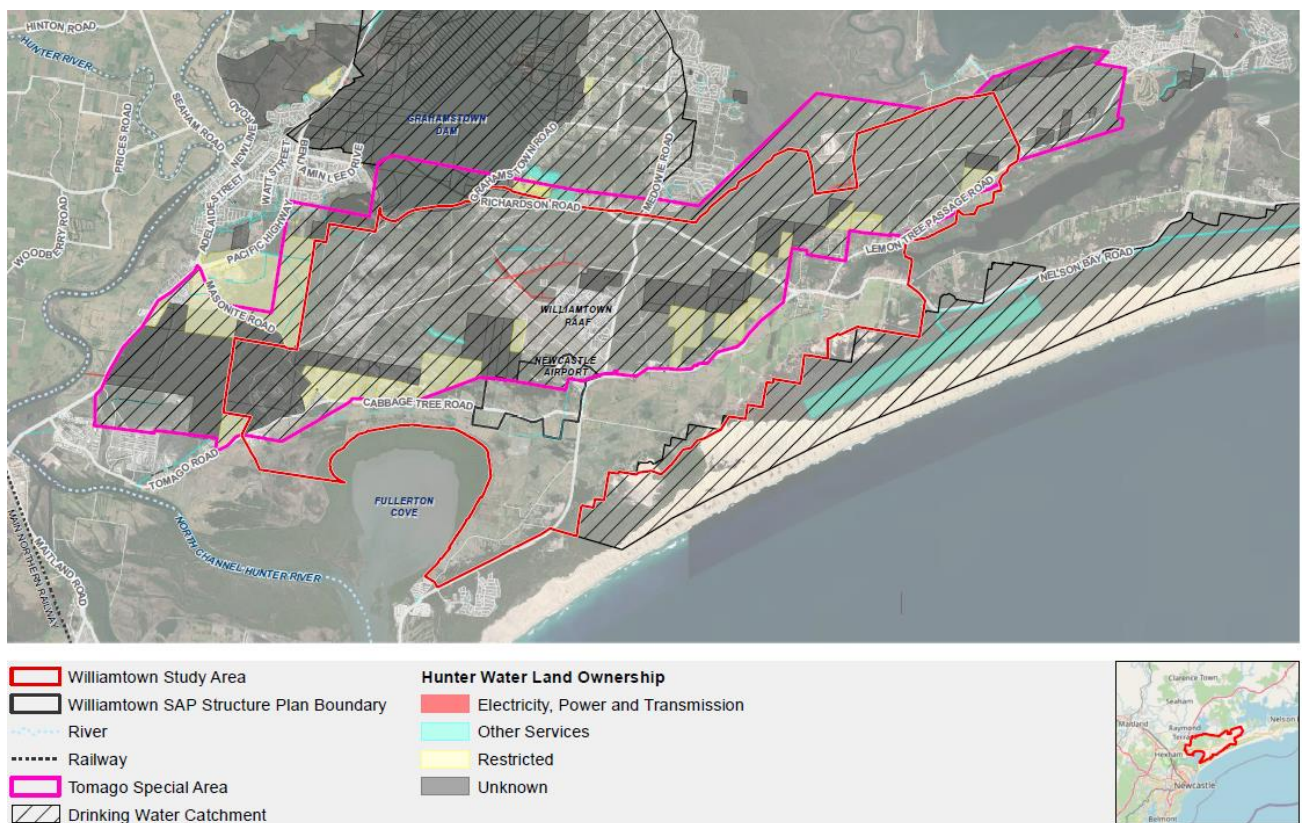 HINTON ROAD
HUNTER RIVER
SEAHAM ROAD
PRICES ROAD
NEWLINE
ROAD
ADELAIDE STREET
WATT STREET
BENJ
AMIN LEE DRIVE
WOODBERRY ROAD
PACIFIC HIGHWAY
MASONITE ROAD
GRAHAMSTOWN
DAM
GRAHAMSTOWN ROAD
RICHARDSON ROAD
MEDOWIE ROAD
LEMON TREE PASSAGE ROAD
NELSON BAY ROAD
WILLIAMTOWN
RAAF
NEWCASTLE
AIRPORT
CABBAGE TREE ROAD
TOMAGO ROAD
FULLERTON
COVE
NORTH CHANNEL HUNTER RIVER
MAITLAND ROAD
MAIN NORTHERN RAILWAY
Williamtown Study Area
Williamtown SAP Structure Plan Boundary
River
Railway
Tomago Special Area
Drinking Water Catchment
Hunter Water Land Ownership
Electricity, Power and Transmission
Other Services
Restricted
Unknown
Clarence Town
Seaham
Maitland
Raymond
Terrace
Nelson
Hexham
Newcastle
Belmont